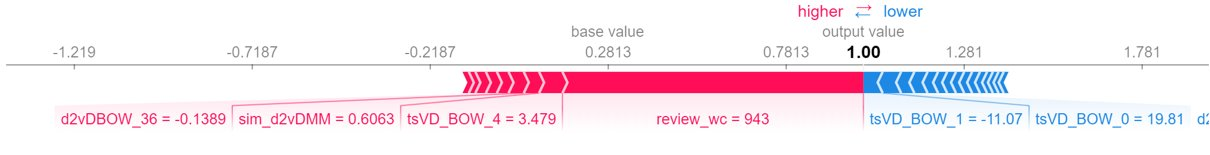 higher ⇄ lower
base value output value
-1.219 -0.7187 -0.2187 0.2813 0.7813 1.00 1.281 1.781
d2vDBOW_36 = -0.1389 sim_d2vDMM = 0.6063 tsVD_BOW_4 = 3.479 review_wc = 943 tsVD_BOW_1 = -11.07 tsVD_BOW_0 = 19.81